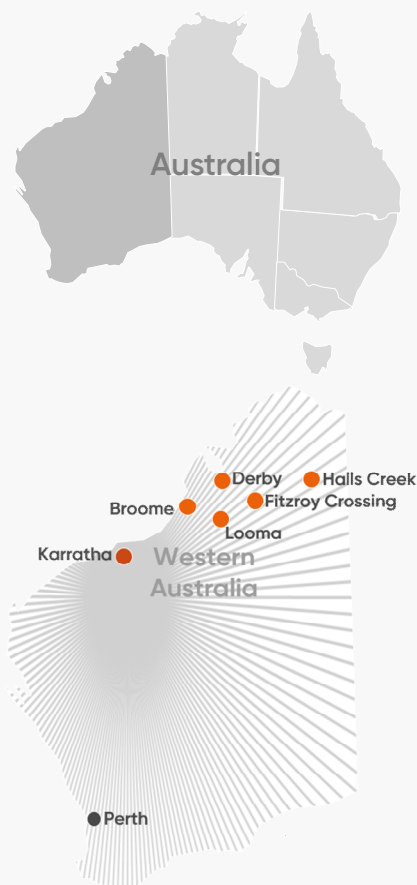 Australia
Derby
Halls Creek
Fitzroy Crossing
Broome
Looma
Karratha
Western
Australia
Perth